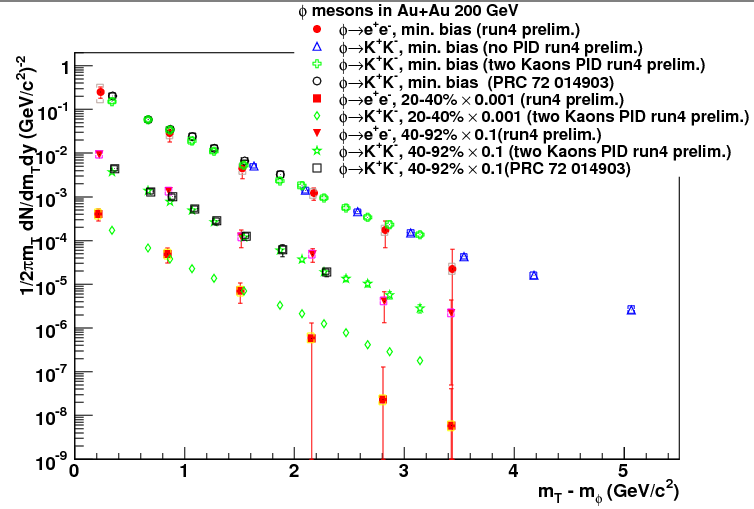 ϕ mesons in Au+Au 200 GeV
ϕ→e⁺e⁻, min. bias (run4 prelim.)
ϕ→K⁺K⁻, min. bias (no PID run4 prelim.)
ϕ→K⁺K⁻, min. bias (two Kaons PID run4 prelim.)
ϕ→K⁺K⁻, min. bias (PRC 72 014903)
ϕ→e⁺e⁻, 20-40% × 0.001 (run4 prelim.)
ϕ→K⁺K⁻, 20-40% × 0.001 (two Kaons PID run4 prelim.)
ϕ→e⁺e⁻, 40-92% × 0.1(run4 prelim.)
ϕ→K⁺K⁻, 40-92% × 0.1 (two Kaons PID run4 prelim.)
ϕ→K⁺K⁻, 40-92% × 0.1(PRC 72 014903)
1/2πm_T dN/dm_Tdy (GeV/c²)⁻²
1
10⁻¹
10⁻²
10⁻³
10⁻⁴
10⁻⁵
10⁻⁶
10⁻⁷
10⁻⁸
10⁻⁹
0 1 2 3 4 5
m_T - m_ϕ (GeV/c²)